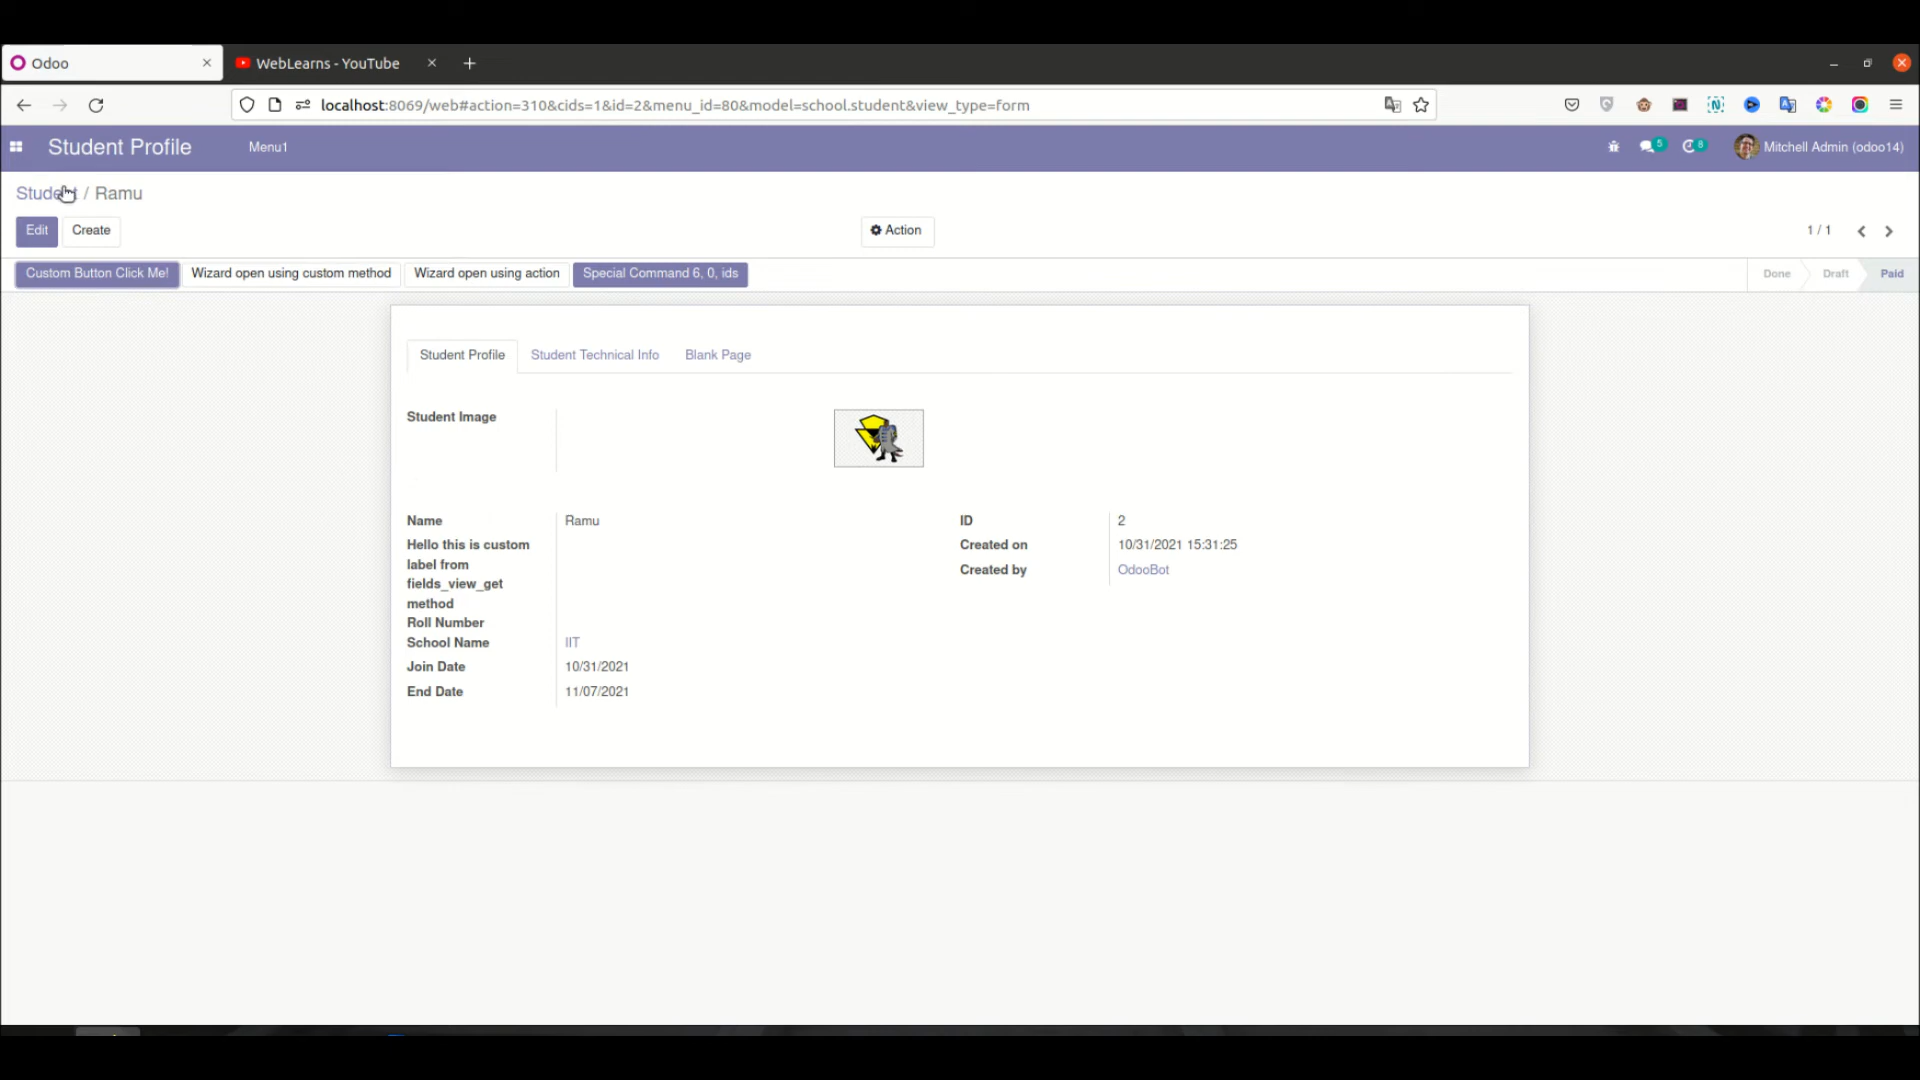 Odoo
WebLearns - YouTube
localhost:8069/web#action=310&cids=1&id=2&menu_id=80&model=school.student&view_type=form
Student Profile Menu1
5 8 Mitchell Admin (odoo14)
Student / Ramu
Edit Create Action 1 / 1
Custom Button Click Me! Wizard open using custom method Wizard open using action Special Command 6, 0, ids Done Draft Paid
Student Profile Student Technical Info Blank Page
Student Image
Name Ramu ID 2
Hello this is custom Created on 10/31/2021 15:31:25
label from Created by OdooBot
fields_view_get
method
Roll Number
School Name IIT
Join Date 10/31/2021
End Date 11/07/2021